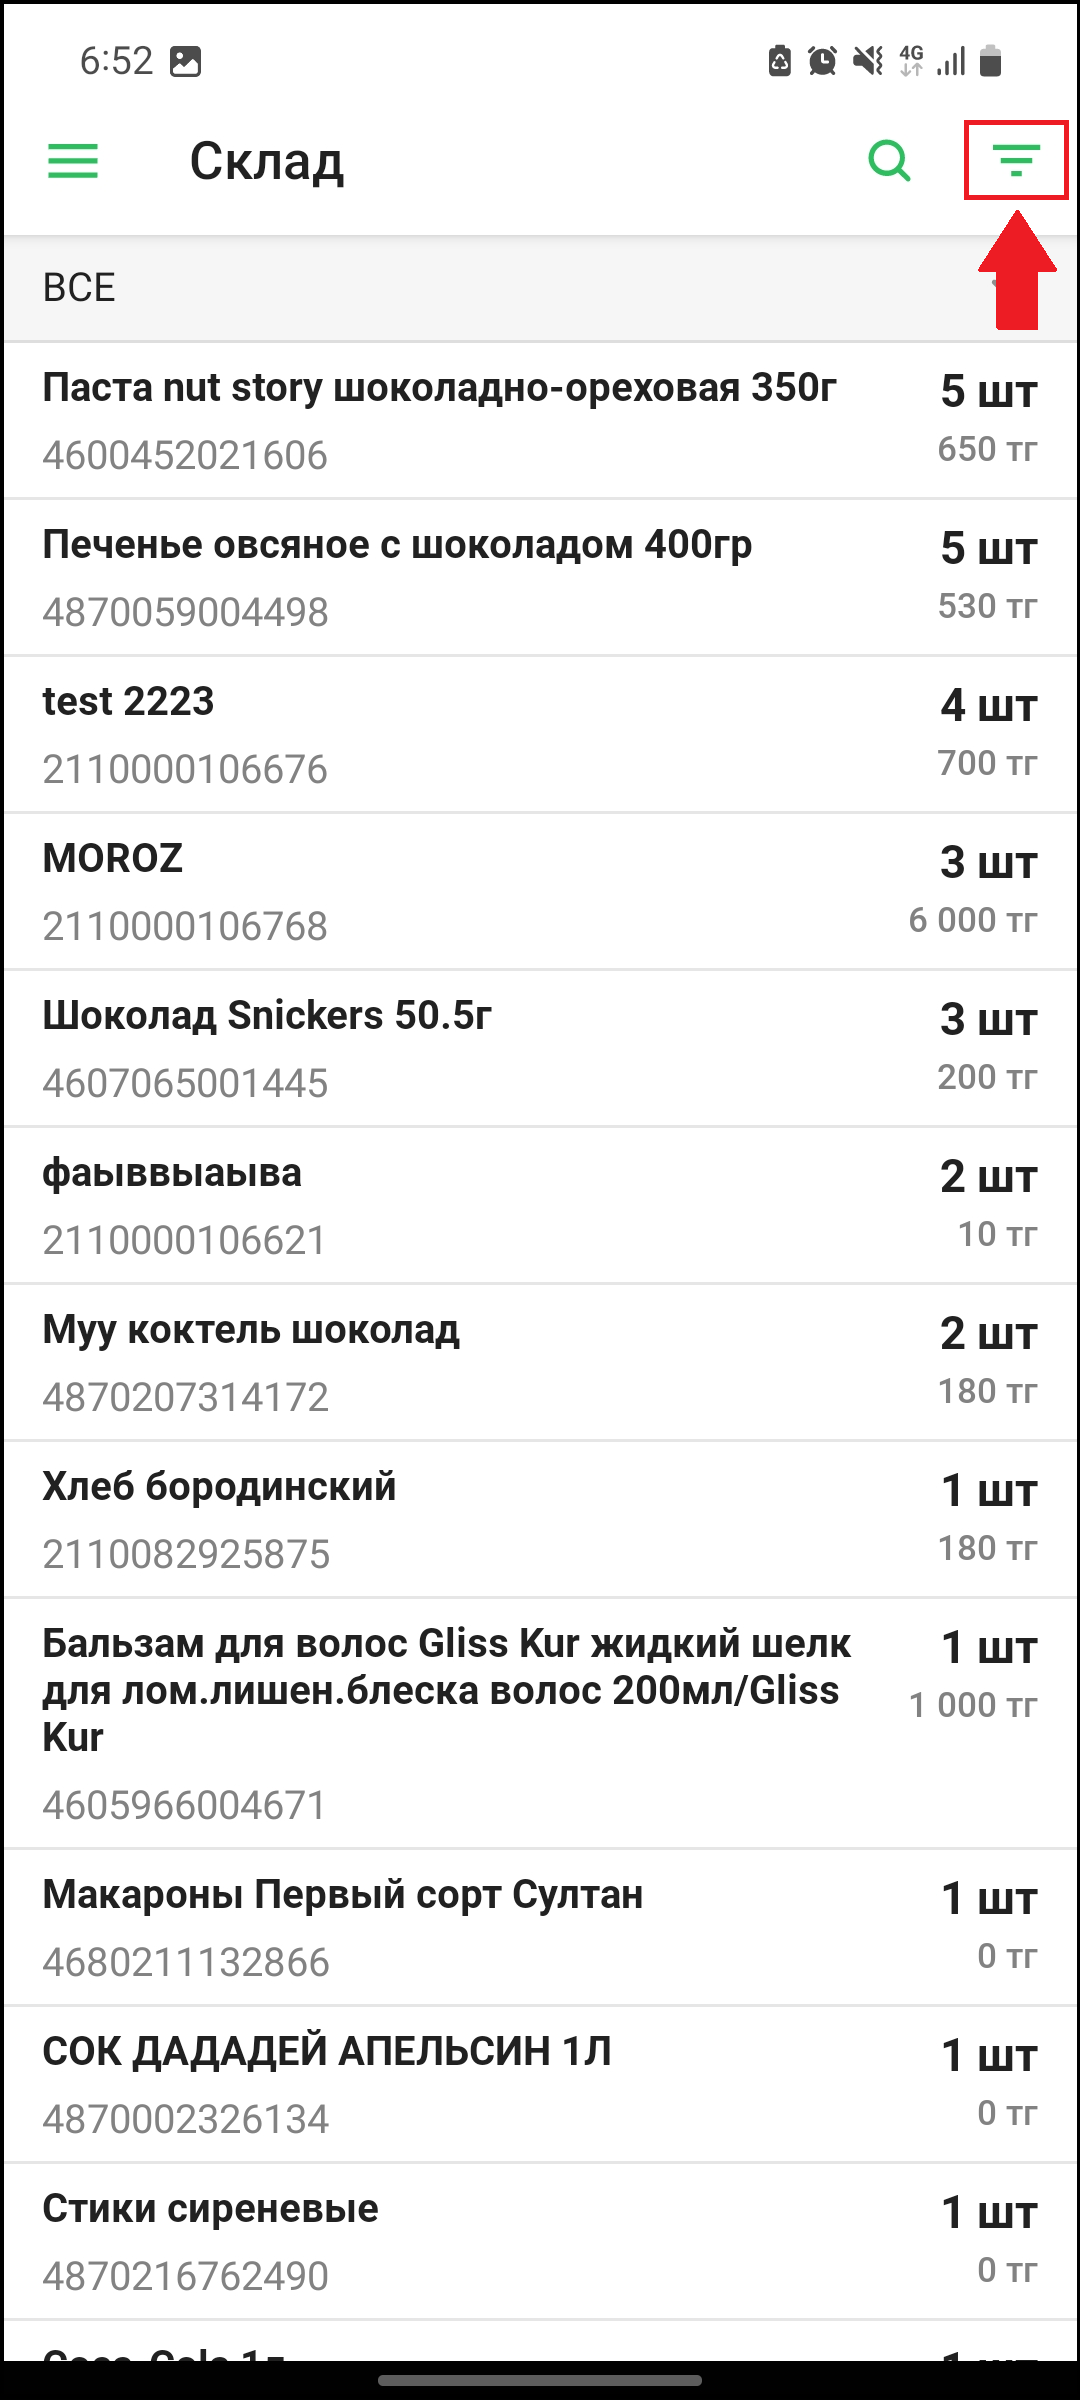 6:52
4G
Склад
ВСЕ
Паста nut story шоколадно-ореховая 350г
5 шт
4600452021606
650 тг
Печенье овсяное с шоколадом 400гр
5 шт
4870059004498
530 тг
test 2223
4 шт
2110000106676
700 тг
MOROZ
3 шт
2110000106768
6 000 тг
Шоколад Snickers 50.5г
3 шт
4607065001445
200 тг
фаыввыаыва
2 шт
2110000106621
10 тг
Муу коктель шоколад
2 шт
4870207314172
180 тг
Хлеб бородинский
1 шт
2110082925875
180 тг
Бальзам для волос Gliss Kur жидкий шелк
для лом.лишен.блеска волос 200мл/Gliss
Kur
1 шт
1 000 тг
4605966004671
Макароны Первый сорт Султан
1 шт
4680211132866
0 тг
СОК ДАДАДЕЙ АПЕЛЬСИН 1Л
1 шт
4870002326134
0 тг
Стики сиреневые
1 шт
4870216762490
0 тг